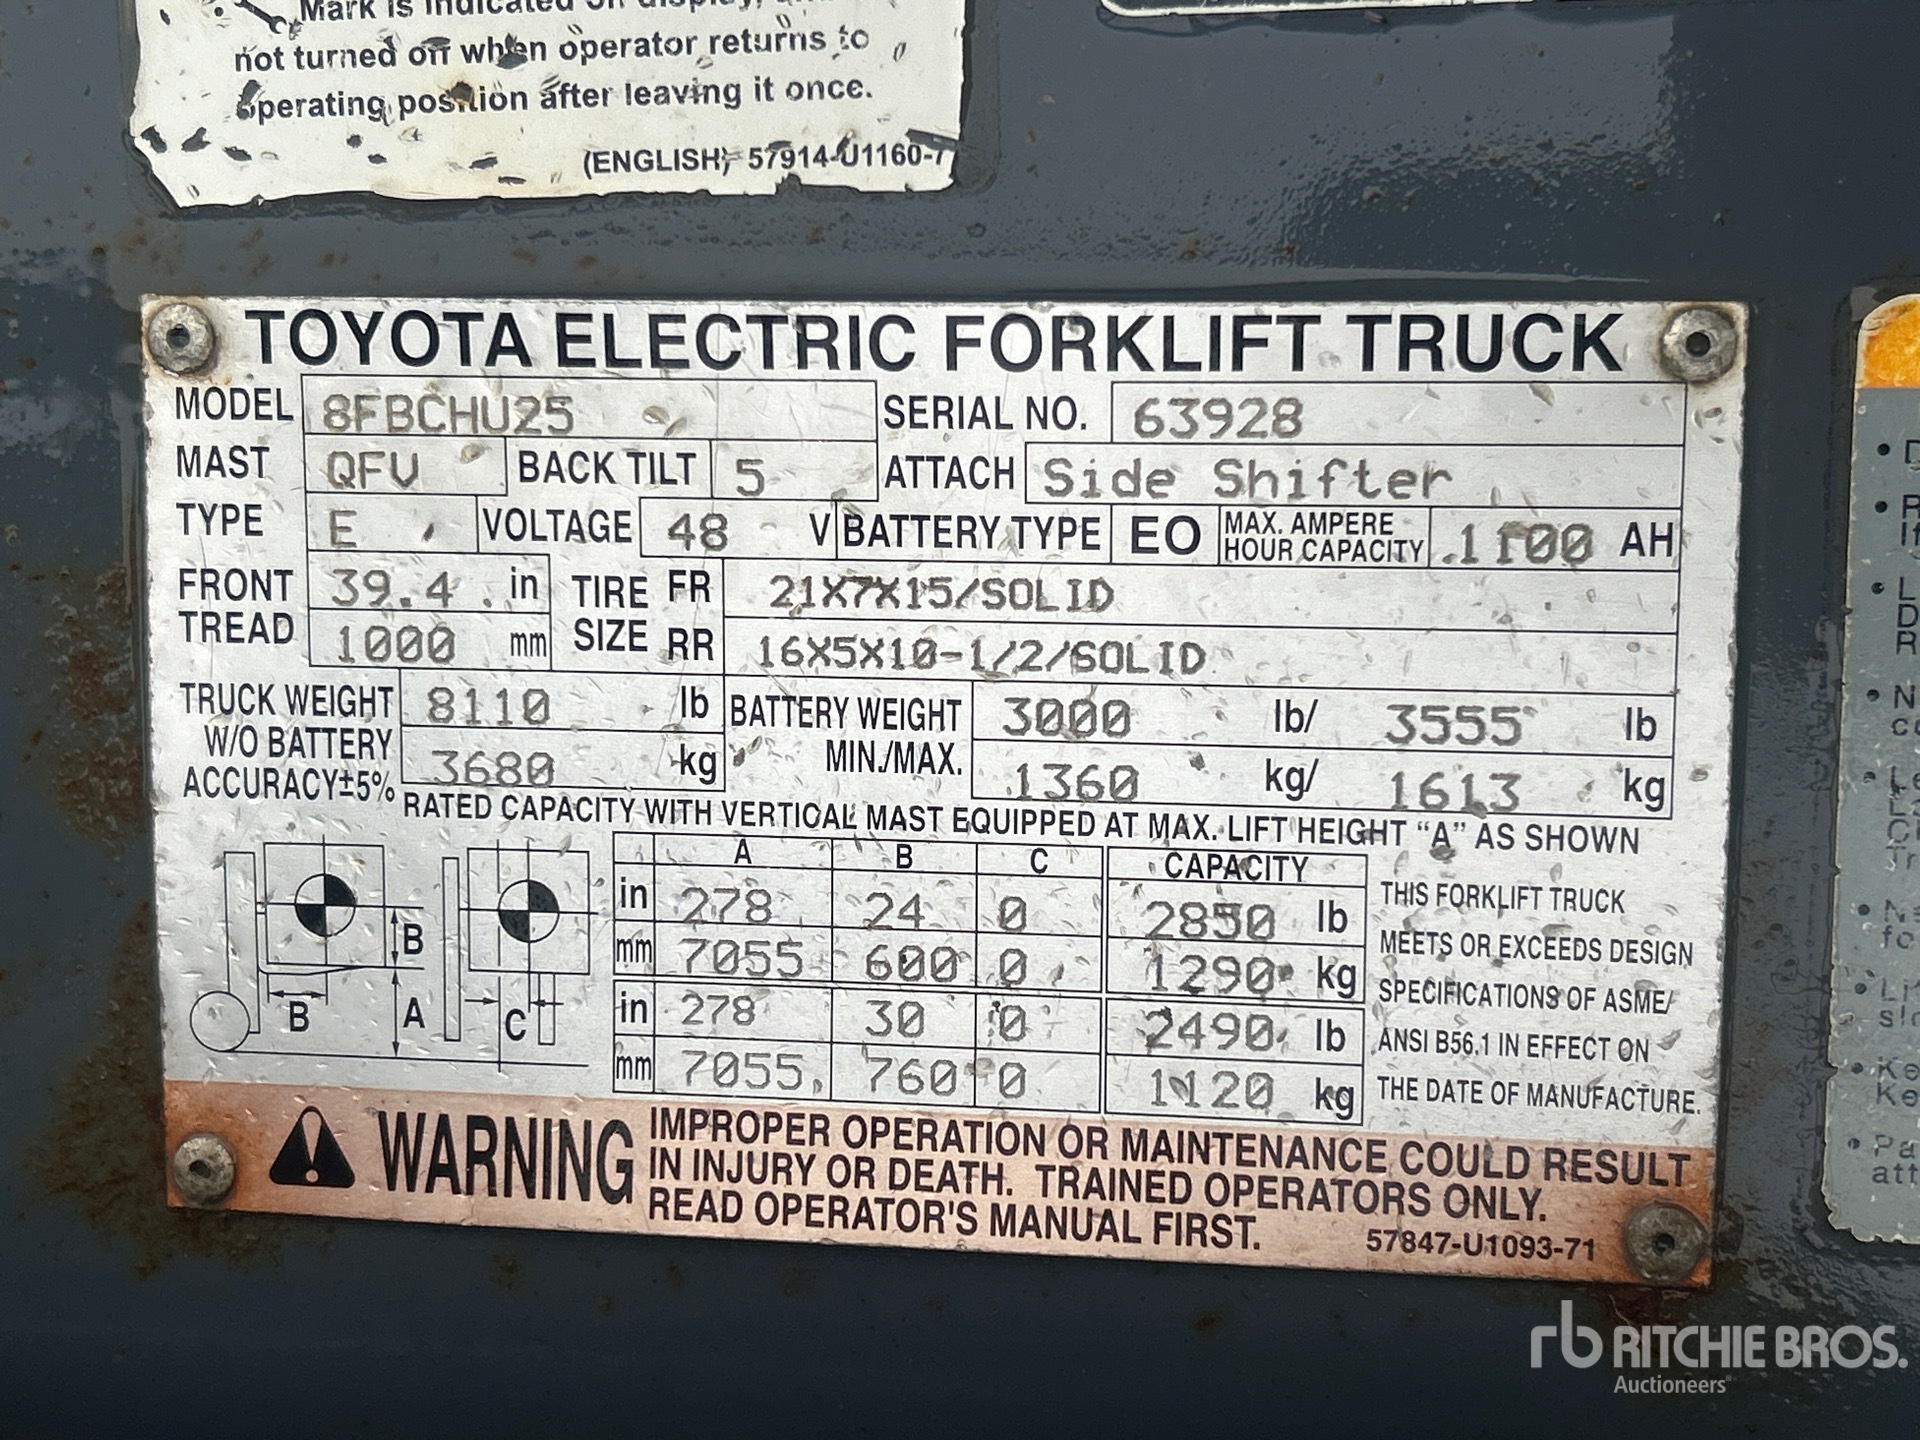 Mark is indicated on display,
not turned off when operator returns to
operating position after leaving it once.
(ENGLISH) 57914-U1160-7
TOYOTA ELECTRIC FORKLIFT TRUCK
MODEL 8FBCHU25 SERIAL NO. 63928
MAST QFV BACK TILT 5 ATTACH Side Shifter
TYPE E VOLTAGE 48 V BATTERY TYPE EO MAX. AMPERE HOUR CAPACITY 1100 AH
FRONT TREAD 39.4 in TIRE SIZE FR 21X7X15/SOLID
1000 mm RR 16X5X10-1/2/SOLID
TRUCK WEIGHT 8110 lb BATTERY WEIGHT 3000 lb/ 3555 lb
W/O BATTERY 3680 kg MIN./MAX. 1360 kg/ 1613 kg
ACCURACY±5%
RATED CAPACITY WITH VERTICAL MAST EQUIPPED AT MAX. LIFT HEIGHT “A” AS SHOWN
A B C CAPACITY
in 278 24 0 2850 lb
mm 7055 600 0 1290 kg
in 278 30 0 2490 lb
mm 7055 760 0 1120 kg
B
B A C
THIS FORKLIFT TRUCK
MEETS OR EXCEEDS DESIGN
SPECIFICATIONS OF ASME/
ANSI B56.1 IN EFFECT ON
THE DATE OF MANUFACTURE.
WARNING
IMPROPER OPERATION OR MAINTENANCE COULD RESULT
IN INJURY OR DEATH. TRAINED OPERATORS ONLY.
READ OPERATOR'S MANUAL FIRST.
57847-U1093-71
rb RITCHIE BROS.
Auctioneers